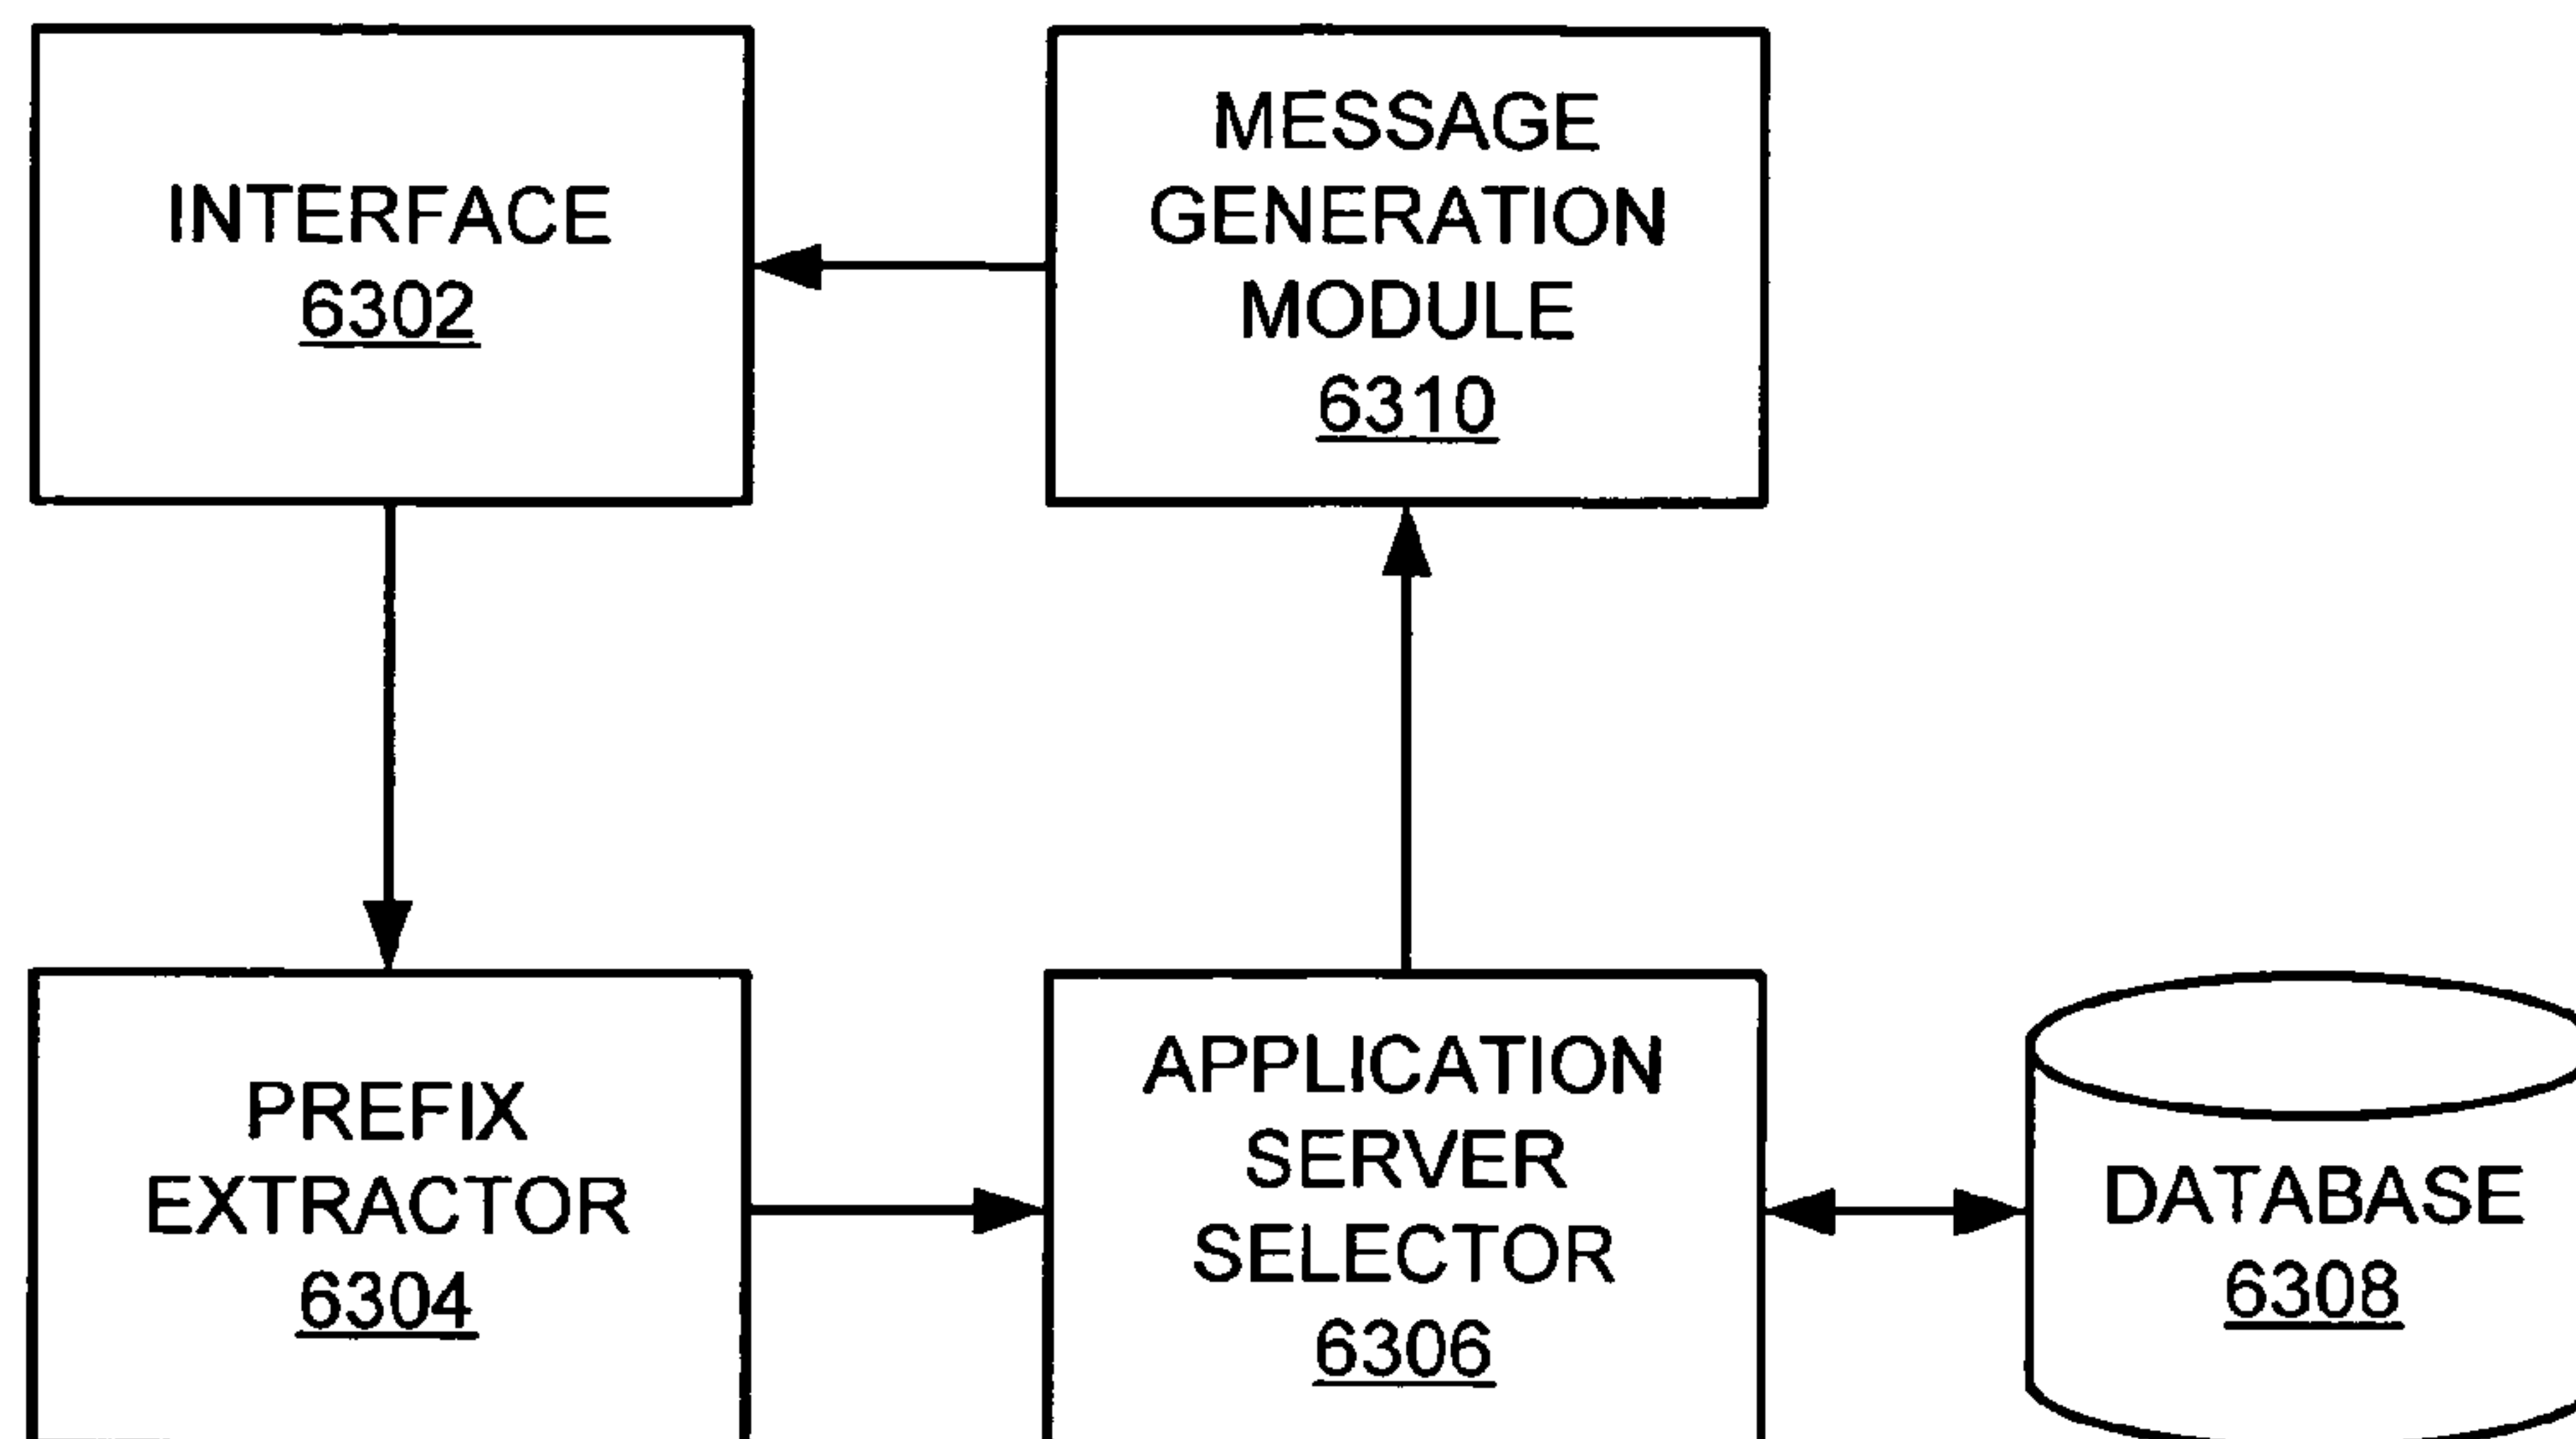 INTERFACE
6302
MESSAGE
GENERATION
MODULE
6310
PREFIX
EXTRACTOR
6304
APPLICATION
SERVER
SELECTOR
6306
DATABASE
6308